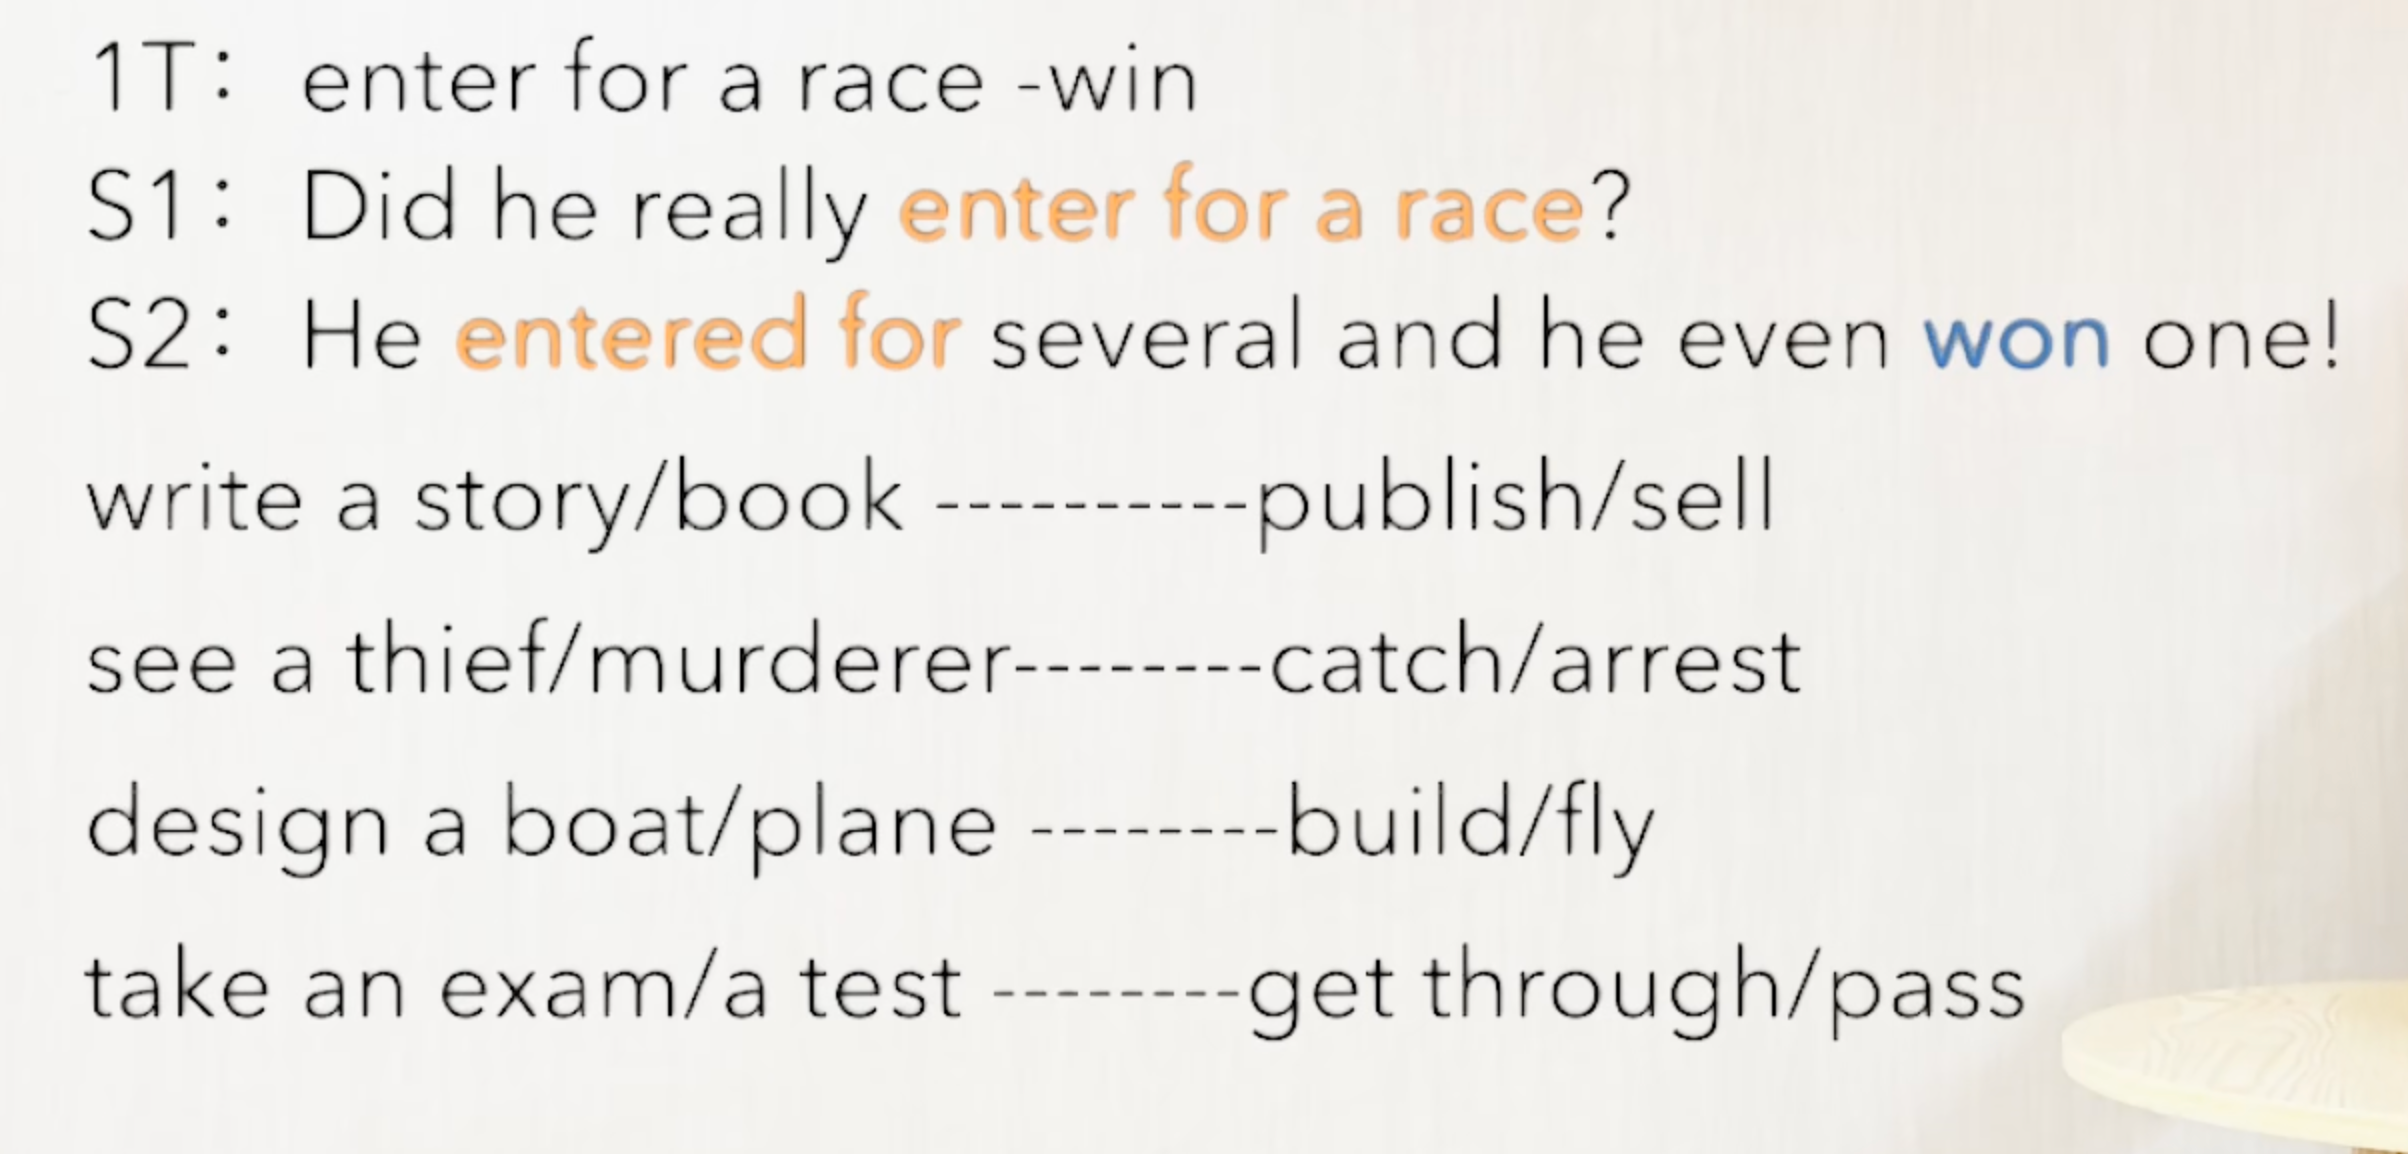 1T: enter for a race -win
S1: Did he really enter for a race?
S2: He entered for several and he even won one!
write a story/book ----------publish/sell
see a thief/murderer--------catch/arrest
design a boat/plane --------build/fly
take an exam/a test --------get through/pass